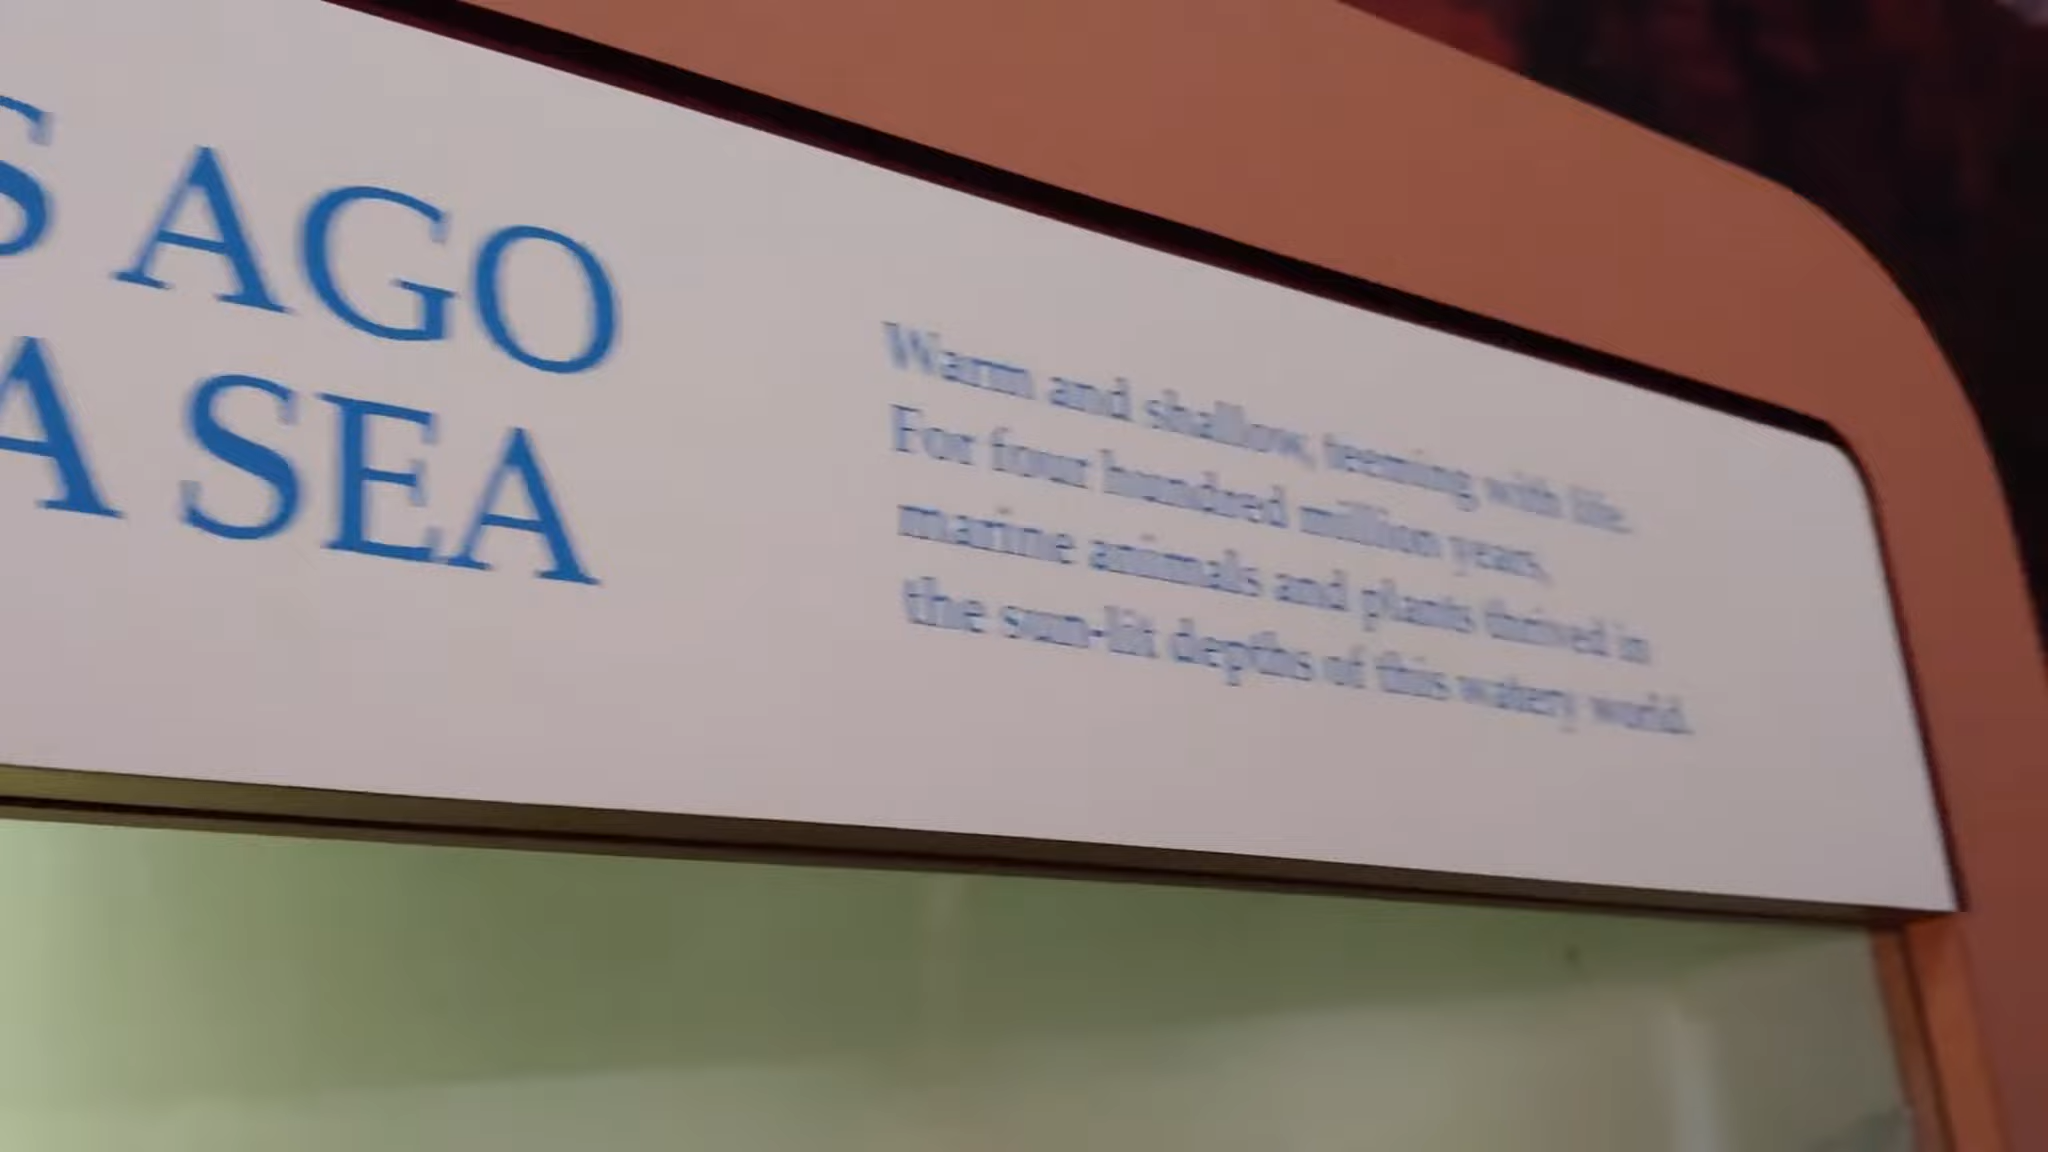 S AGO
A SEA
Warm and shallow, teeming with life.
For four hundred million years,
marine animals and plants thrived in
the sun-lit depths of this watery world.